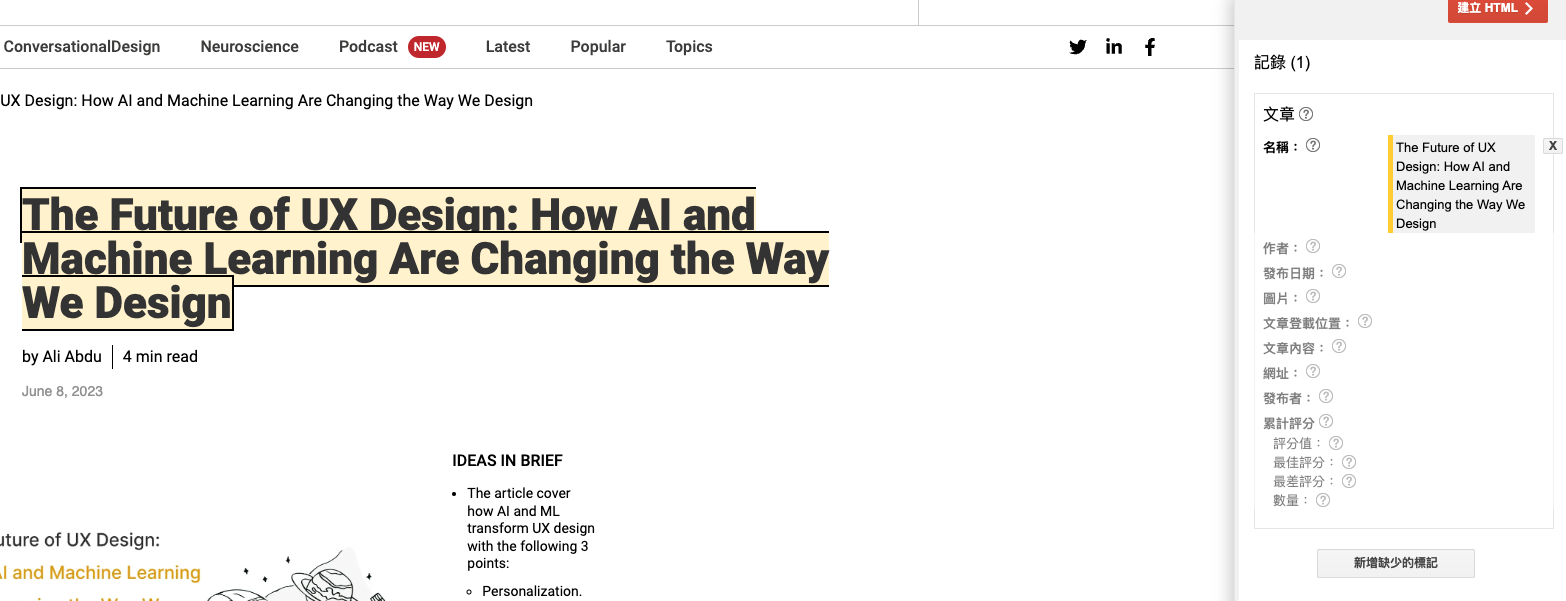 建立 HTML
ConversationalDesign Neuroscience Podcast NEW Latest Popular Topics
UX Design: How AI and Machine Learning Are Changing the Way We Design
The Future of UX Design: How AI and
Machine Learning Are Changing the Way
We Design
by Ali Abdu 4 min read
June 8, 2023
IDEAS IN BRIEF
• The article cover
how AI and ML
transform UX design
with the following 3
points:
Personalization.
uture of UX Design:
AI and Machine Learning
記錄 (1)
文章
名稱：
The Future of UX
Design: How AI and
Machine Learning Are
Changing the Way We
Design
X
作者：
發布日期：
圖片：
文章登載位置：
文章內容：
網址：
發布者：
累計評分
評分值：
最佳評分：
最差評分：
數量：
新增缺少的標記